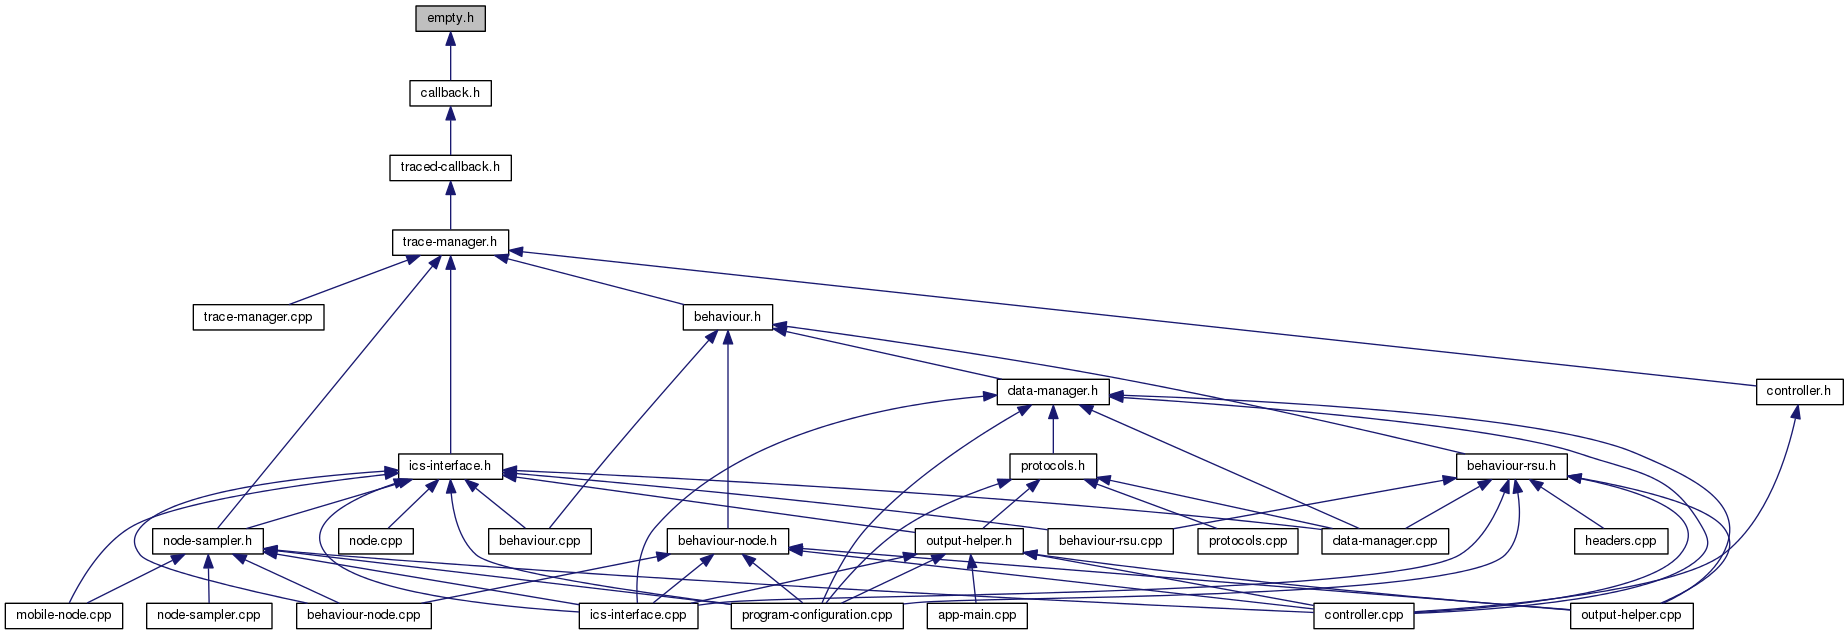 empty.h
callback.h
traced-callback.h
trace-manager.h
trace-manager.cpp
behaviour.h
data-manager.h
controller.h
ics-interface.h
protocols.h
behaviour-rsu.h
node-sampler.h
node.cpp
behaviour.cpp
behaviour-node.h
output-helper.h
behaviour-rsu.cpp
protocols.cpp
data-manager.cpp
headers.cpp
mobile-node.cpp
node-sampler.cpp
behaviour-node.cpp
ics-interface.cpp
program-configuration.cpp
app-main.cpp
controller.cpp
output-helper.cpp